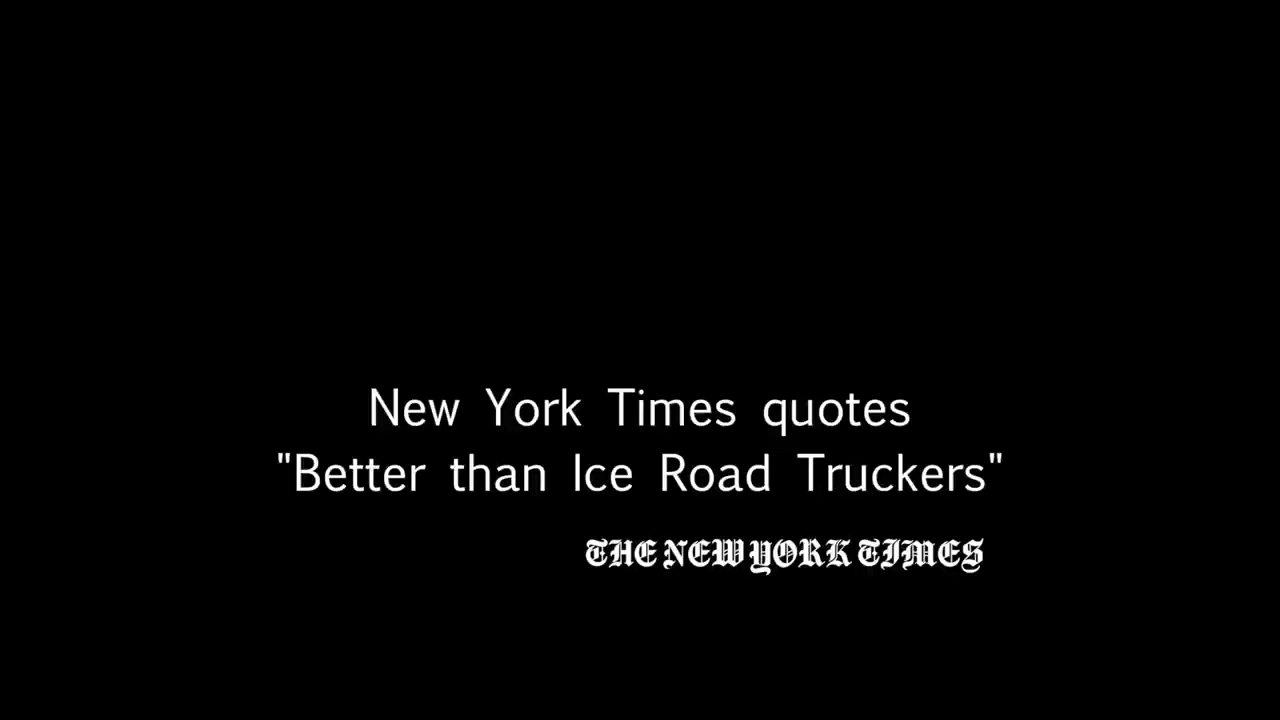 New York Times quotes
"Better than Ice Road Truckers"
THE NEW YORK TIMES